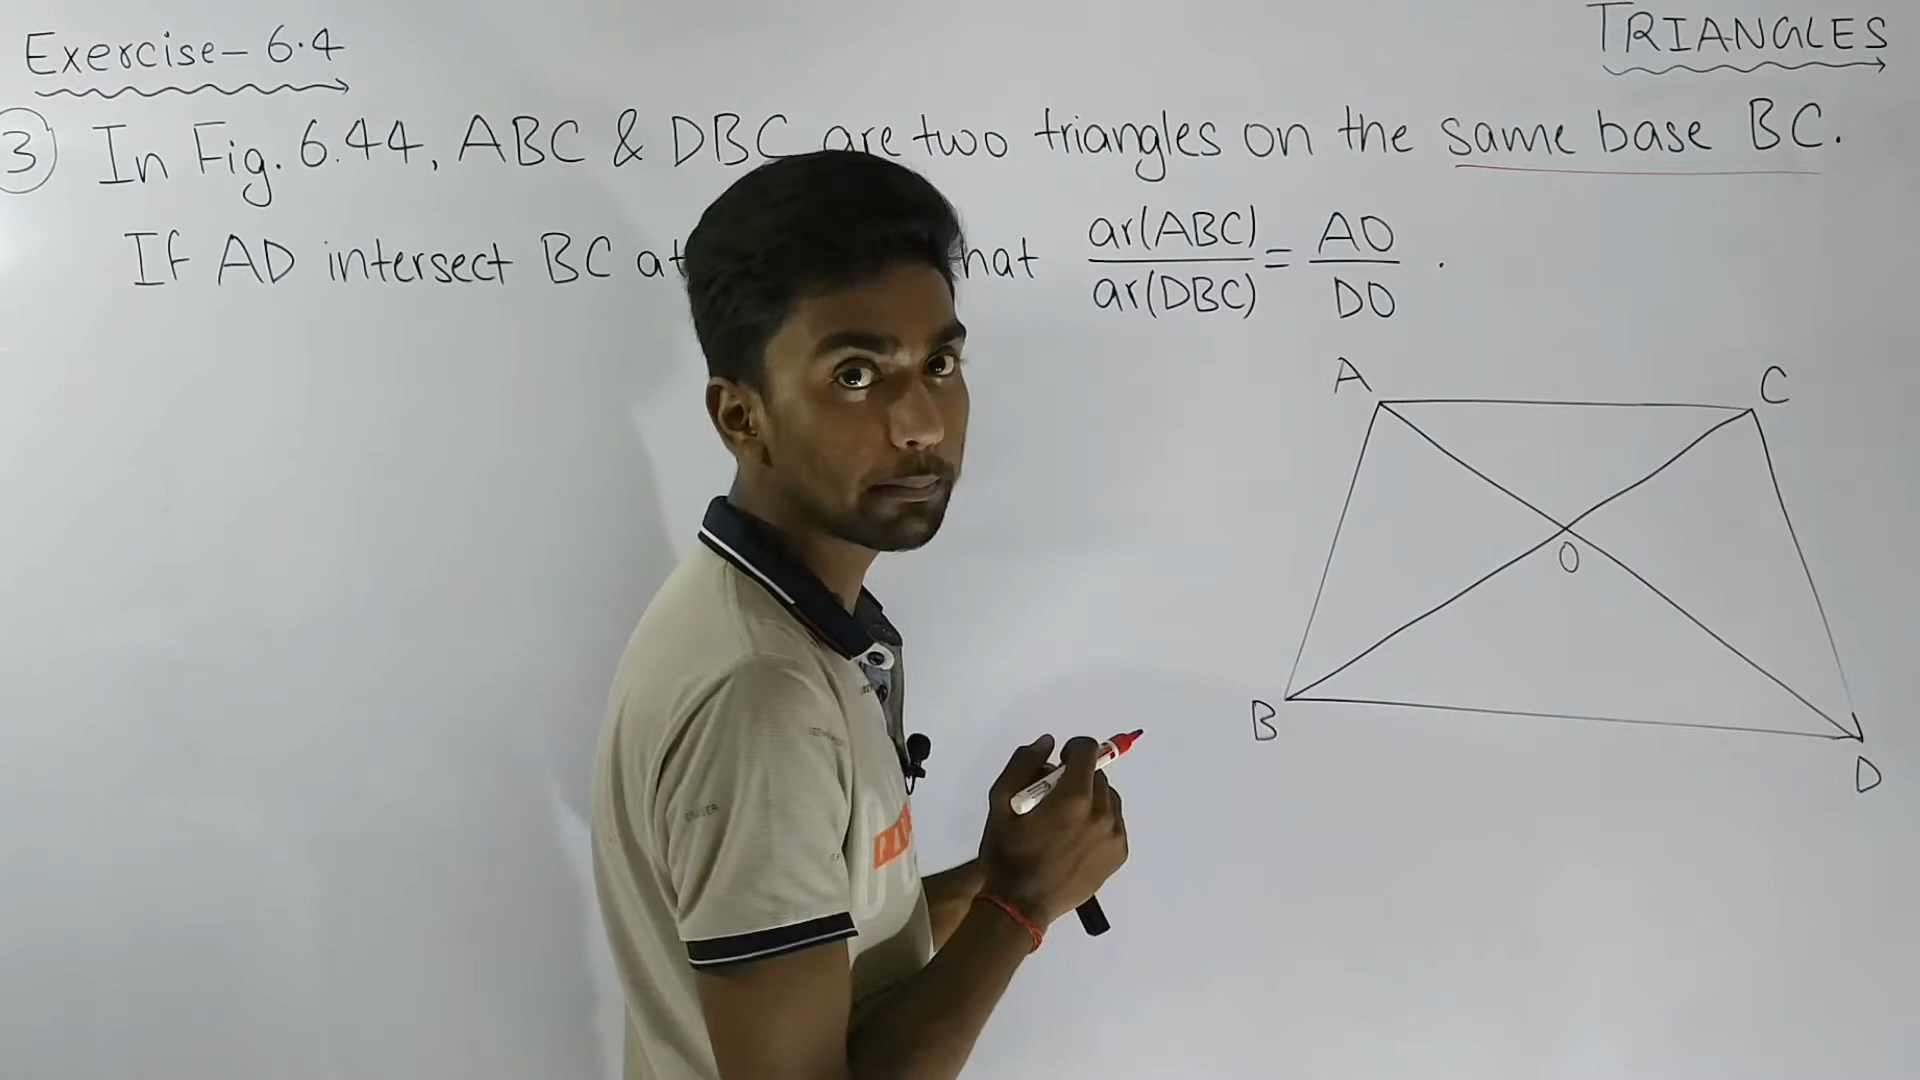 Exercise- 6.4
TRIANGLES
3 In Fig. 6.44, ABC & DBC are two triangles on the same base BC.
If AD intersect BC at hat ar(ABC)/ar(DBC) = AO/DO .
A
C
O
B
D